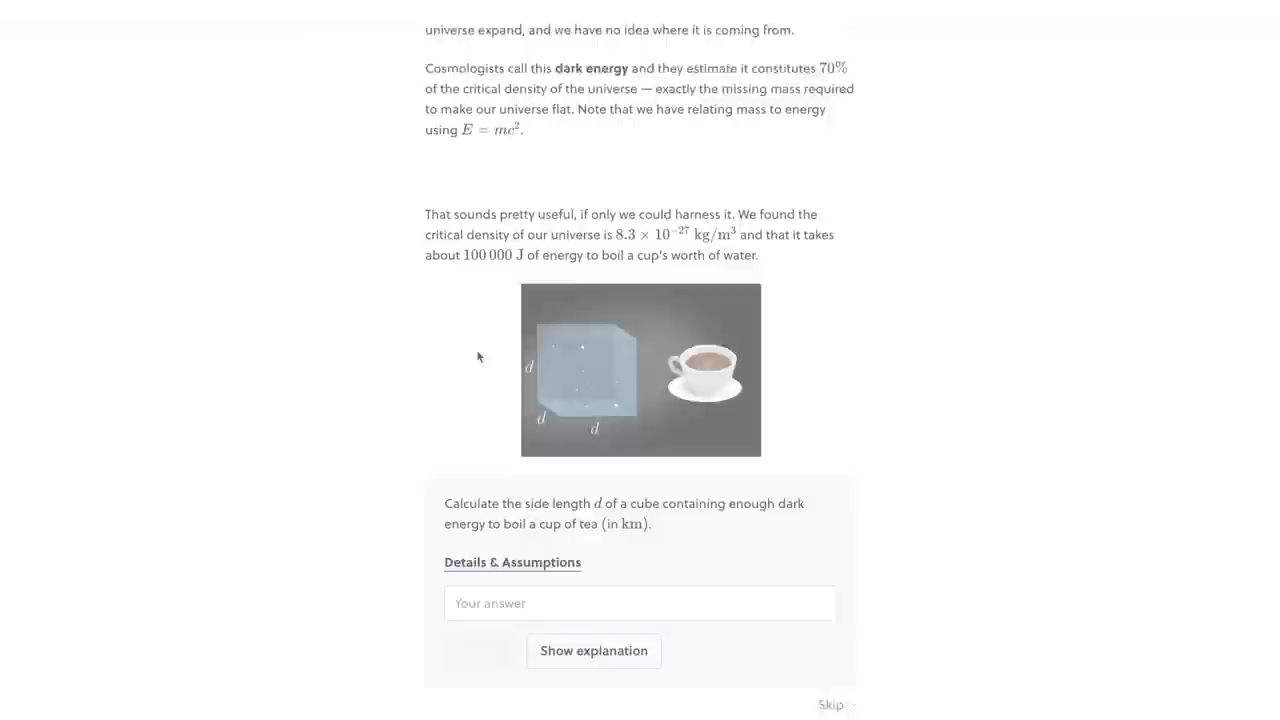 universe expand, and we have no idea where it is coming from.
Cosmologists call this dark energy and they estimate it constitutes 70%
of the critical density of the universe — exactly the missing mass required
to make our universe flat. Note that we have relating mass to energy
using E = mc².
That sounds pretty useful, if only we could harness it. We found the
critical density of our universe is 8.3 × 10⁻²⁷ kg/m³ and that it takes
about 100 000 J of energy to boil a cup's worth of water.
d
d
d
Calculate the side length d of a cube containing enough dark
energy to boil a cup of tea (in km).
Details & Assumptions
Your answer
Show explanation
Skip